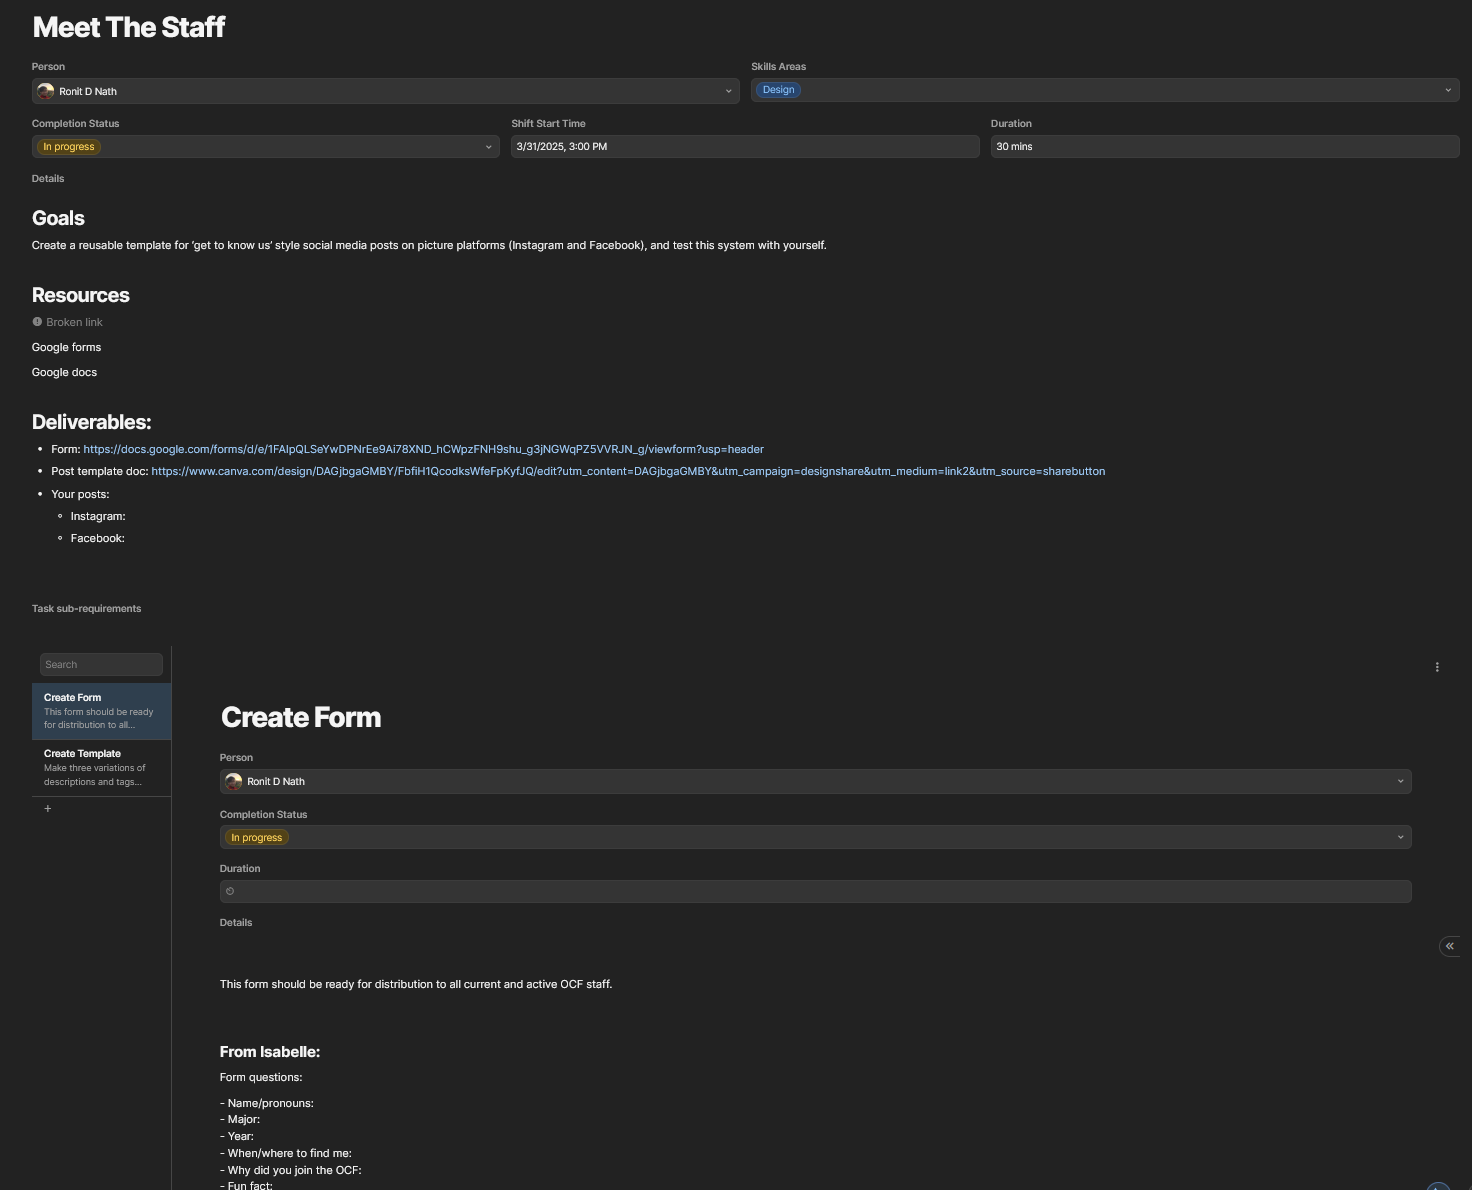 Meet The Staff
Person
Skills Areas
Ronit D Nath
Design
Completion Status
Shift Start Time
Duration
In progress
3/31/2025, 3:00 PM
30 mins
Details
Goals
Create a reusable template for ‘get to know us’ style social media posts on picture platforms (Instagram and Facebook), and test this system with yourself.
Resources
Broken link
Google forms
Google docs
Deliverables:
• Form: https://docs.google.com/forms/d/e/1FAIpQLSeYwDPNrEe9Ai78XND_hCWpzFNH9shu_g3jNGWqPZ5VVRJN_g/viewform?usp=header
• Post template doc: https://www.canva.com/design/DAGjbgaGMBY/FbfiH1QcodksWfeFpKyfJQ/edit?utm_content=DAGjbgaGMBY&utm_campaign=designshare&utm_medium=link2&utm_source=sharebutton
• Your posts:
◦ Instagram:
◦ Facebook:
Task sub-requirements
Search
Create Form
This form should be ready
for distribution to all...
Create Template
Make three variations of
descriptions and tags...
+
Create Form
Person
Ronit D Nath
Completion Status
In progress
Duration
Details
This form should be ready for distribution to all current and active OCF staff.
From Isabelle:
Form questions:
- Name/pronouns:
- Major:
- Year:
- When/where to find me:
- Why did you join the OCF:
- Fun fact: